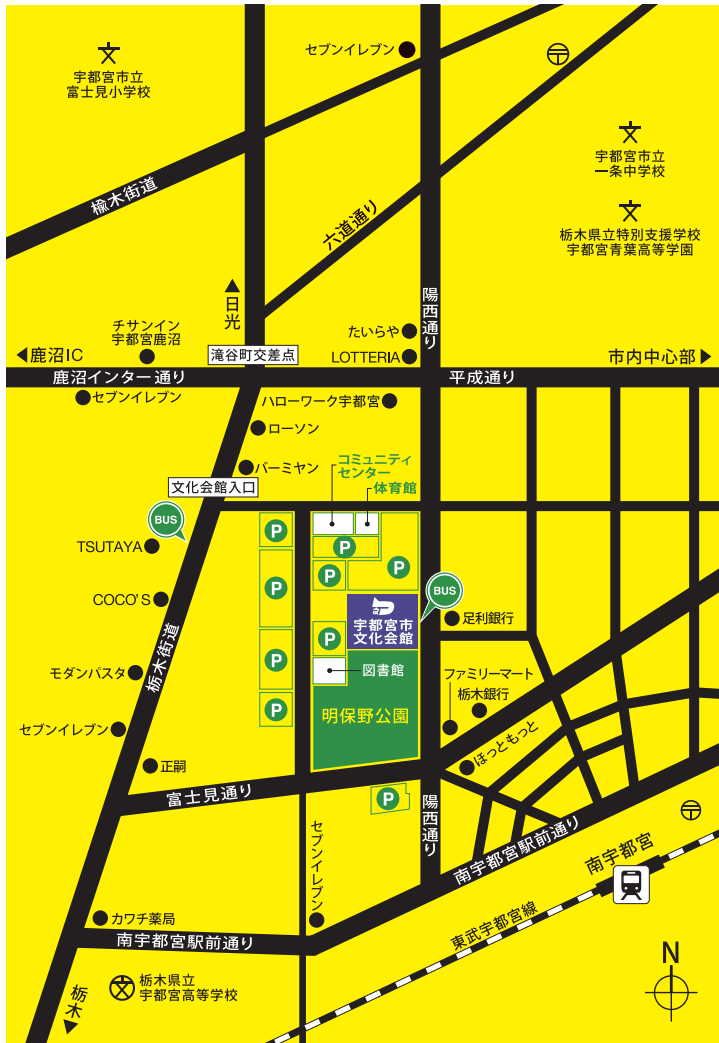 セブンイレブン
宇都宮市立
富士見小学校
宇都宮市立
一条中学校
楡木街道
六道通り
栃木県立特別支援学校
宇都宮青葉高等学園
日光
陽西通り
チサンイン
宇都宮鹿沼
たいらや
鹿沼IC
滝谷町交差点
LOTTERIA
市内中心部
鹿沼インター通り
平成通り
セブンイレブン
ハローワーク宇都宮
ローソン
バーミヤン
コミュニティ
センター
体育館
文化会館入口
BUS
P
P
TSUTAYA
P
P
P
BUS
COCO'S
宇都宮市
文化会館
足利銀行
P
P
栃木街道
モダンパスタ
図書館
ファミリーマート
栃木銀行
P
明保野公園
セブンイレブン
ほっともっと
正嗣
富士見通り
P
陽西通り
セブンイレブン
南宇都宮駅前通り
南宇都宮
カワチ薬局
南宇都宮駅前通り
東武宇都宮線
N
栃木県立
宇都宮高等学校
栃木